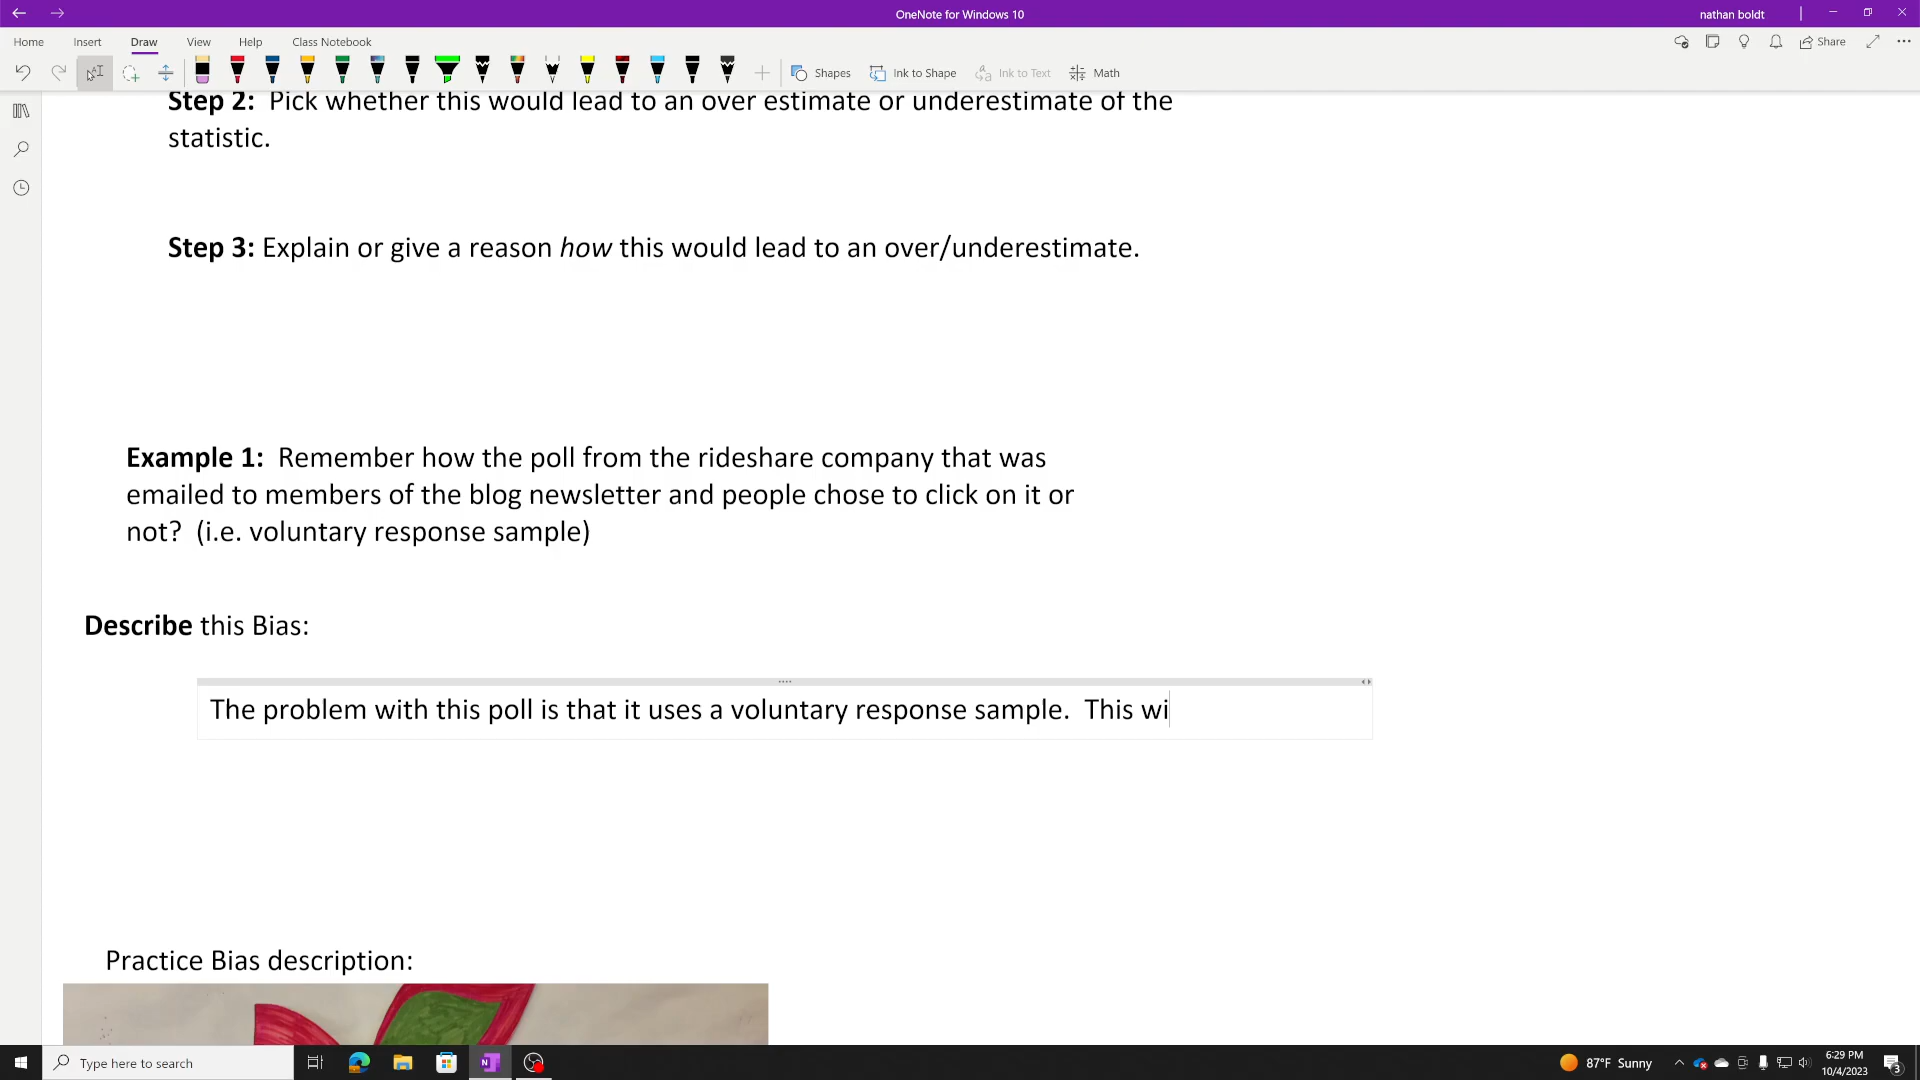 OneNote for Windows 10
nathan boldt
Home Insert Draw View Help Class Notebook
Share
Shapes Ink to Shape Ink to Text Math
Step 2:  Pick whether this would lead to an over estimate or underestimate of the
statistic.
Step 3: Explain or give a reason how this would lead to an over/underestimate.
Example 1:  Remember how the poll from the rideshare company that was
emailed to members of the blog newsletter and people chose to click on it or
not?  (i.e. voluntary response sample)
Describe this Bias:
The problem with this poll is that it uses a voluntary response sample.  This wi
Practice Bias description:
Type here to search
87°F Sunny
6:29 PM
10/4/2023
3